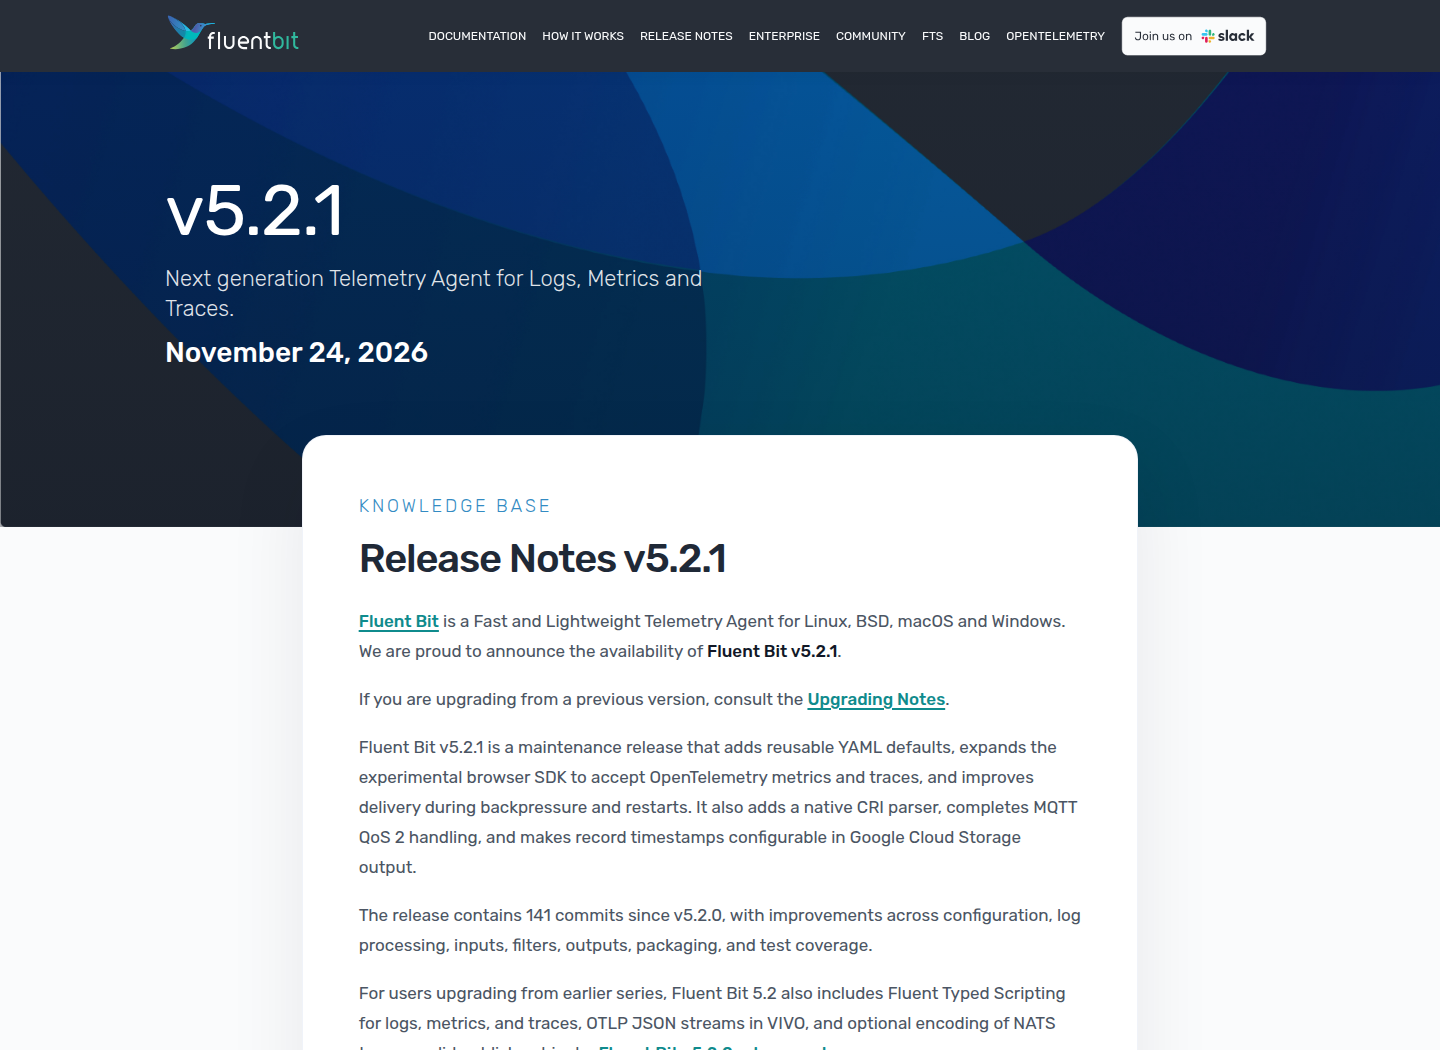 fluentbit
DOCUMENTATION HOW IT WORKS RELEASE NOTES ENTERPRISE COMMUNITY FTS BLOG OPENTELEMETRY Join us on slack
v5.2.1
Next generation Telemetry Agent for Logs, Metrics and
Traces.
November 24, 2026
KNOWLEDGE BASE
Release Notes v5.2.1
Fluent Bit is a Fast and Lightweight Telemetry Agent for Linux, BSD, macOS and Windows.
We are proud to announce the availability of Fluent Bit v5.2.1.
If you are upgrading from a previous version, consult the Upgrading Notes.
Fluent Bit v5.2.1 is a maintenance release that adds reusable YAML defaults, expands the
experimental browser SDK to accept OpenTelemetry metrics and traces, and improves
delivery during backpressure and restarts. It also adds a native CRI parser, completes MQTT
QoS 2 handling, and makes record timestamps configurable in Google Cloud Storage
output.
The release contains 141 commits since v5.2.0, with improvements across configuration, log
processing, inputs, filters, outputs, packaging, and test coverage.
For users upgrading from earlier series, Fluent Bit 5.2 also includes Fluent Typed Scripting
for logs, metrics, and traces, OTLP JSON streams in VIVO, and optional encoding of NATS